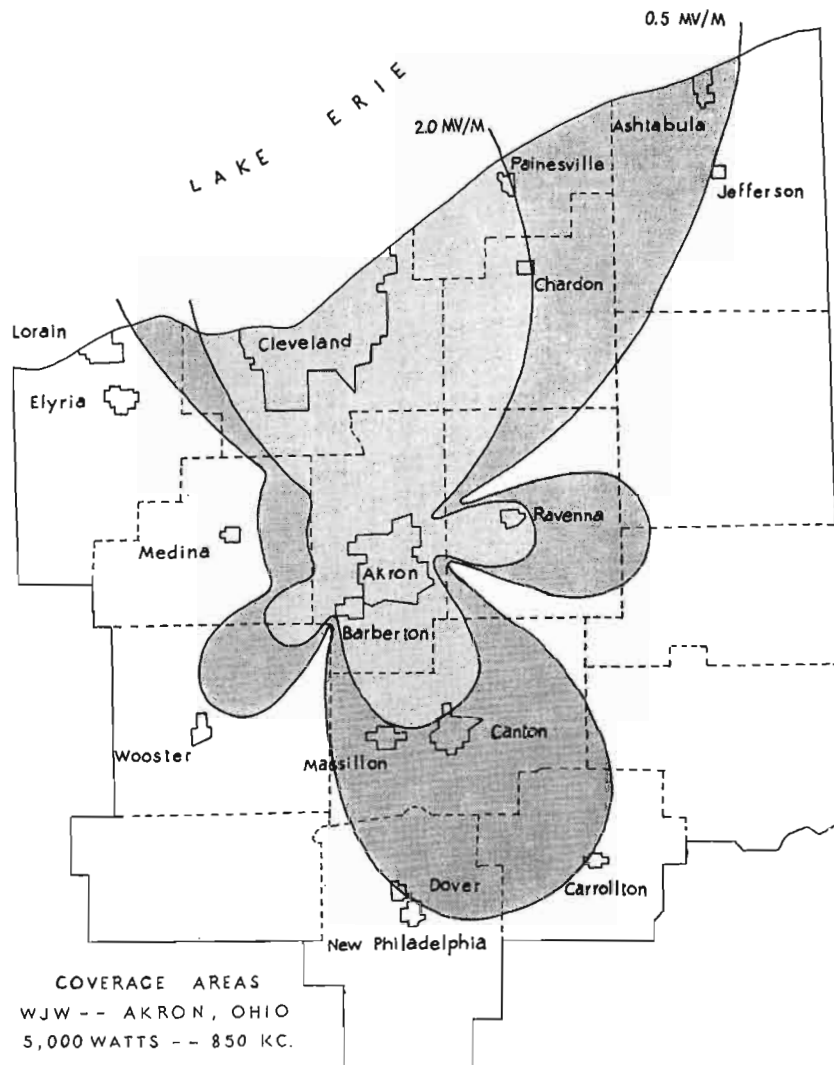 0.5 MV/M
LAKE ERIE
2.0 MV/M
Ashtabula
Painesville
Jefferson
Chardon
Lorain
Cleveland
Elyria
Ravenna
Medina
Akron
Barberton
Wooster
Massillon
Canton
Dover
Carrollton
New Philadelphia
COVERAGE AREAS
WJW -- AKRON, OHIO
5,000 WATTS -- 850 KC.